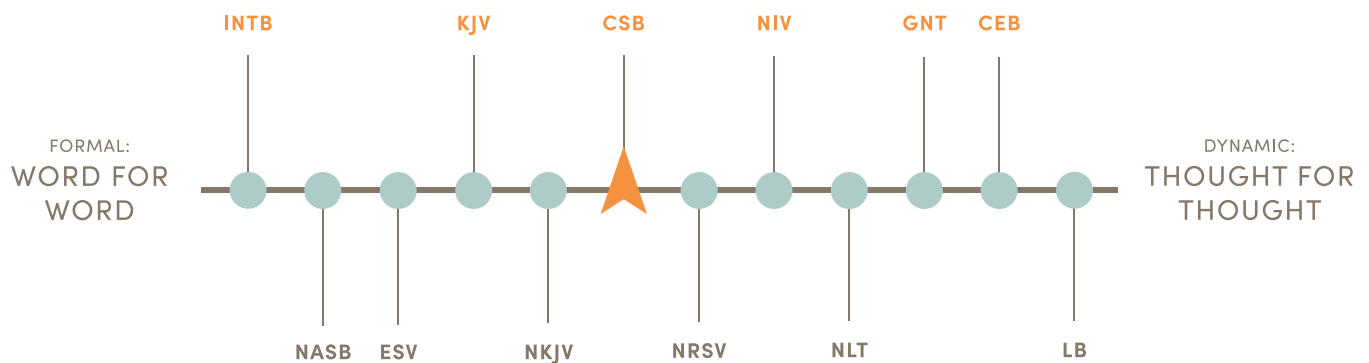 INTB KJV CSB NIV GNT CEB
FORMAL:
WORD FOR
WORD
DYNAMIC:
THOUGHT FOR
THOUGHT
NASB ESV NKJV NRSV NLT LB